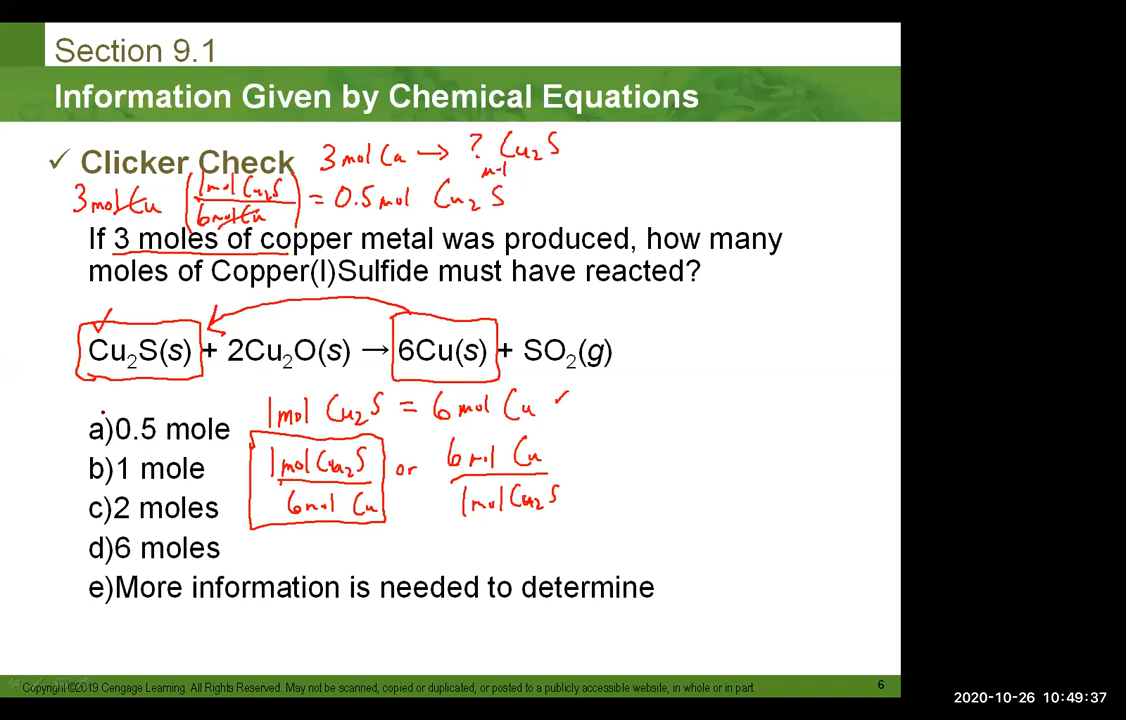 Section 9.1
Information Given by Chemical Equations
✓ Clicker Check
3 mol Cu → ? Cu₂S
mol
3 mol Cu (1 mol Cu₂S / 6 mol Cu) = 0.5 mol Cu₂S
If 3 moles of copper metal was produced, how many
moles of Copper(I)Sulfide must have reacted?
Cu₂S(s) + 2Cu₂O(s) → 6Cu(s) + SO₂(g)
1 mol Cu₂S = 6 mol Cu ✓
a)0.5 mole
b)1 mole
1 mol Cu₂S / 6 mol Cu or 6 mol Cu / 1 mol Cu₂S
c)2 moles
d)6 moles
e)More information is needed to determine
Copyright ©2019 Cengage Learning. All Rights Reserved. May not be scanned, copied or duplicated, or posted to a publicly accessible website, in whole or in part.
6
2020-10-26 10:49:37